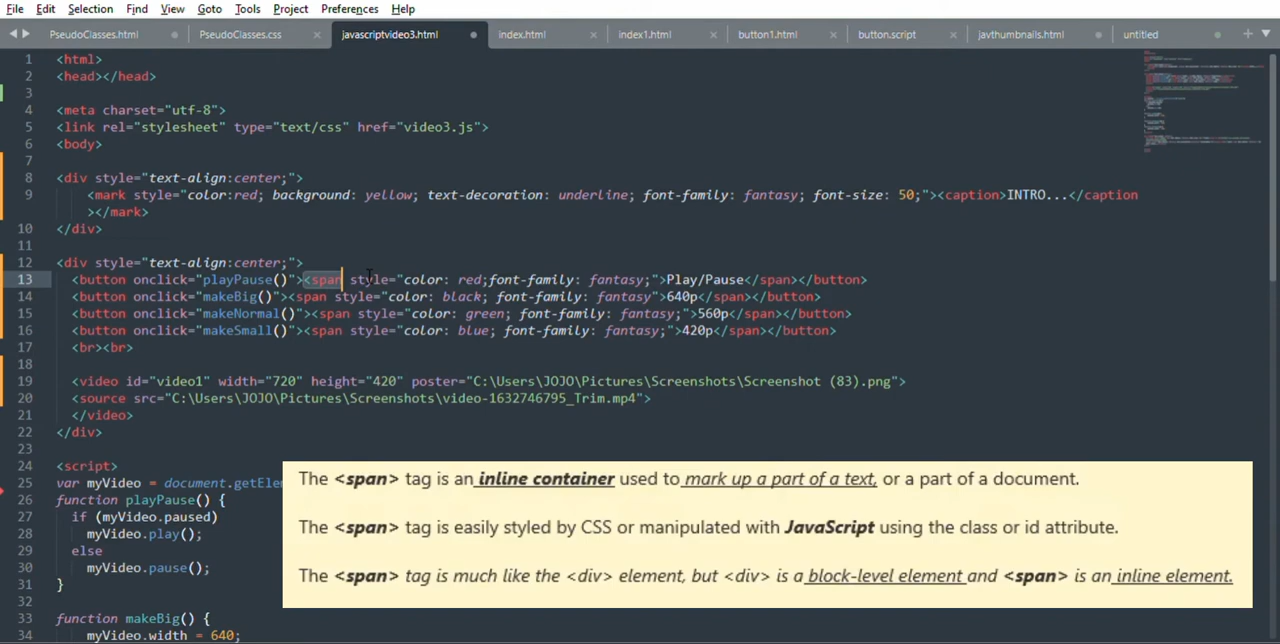 File Edit Selection Find View Goto Tools Project Preferences Help
PseudoClasses.html PseudoClasses.css javascriptvideo3.html index.html index1.html button1.html button.script javthumbnails.html untitled
1 <html>
2 <head></head>
3
4 <meta charset="utf-8">
5 <link rel="stylesheet" type="text/css" href="video3.js">
6 <body>
7
8 <div style="text-align:center;">
9 <mark style="color:red; background: yellow; text-decoration: underline; font-family: fantasy; font-size: 50;"><caption>INTRO...</caption
></mark>
10 </div>
11
12 <div style="text-align:center;">
13 <button onclick="playPause()"><span style="color: red;font-family: fantasy;">Play/Pause</span></button>
14 <button onclick="makeBig()"><span style="color: black; font-family: fantasy">640p</span></button>
15 <button onclick="makeNormal()"><span style="color: green; font-family: fantasy;">560p</span></button>
16 <button onclick="makeSmall()"><span style="color: blue; font-family: fantasy;">420p</span></button>
17 <br><br>
18
19 <video id="video1" width="720" height="420" poster="C:\Users\JOJO\Pictures\Screenshots\Screenshot (83).png">
20 <source src="C:\Users\JOJO\Pictures\Screenshots\video-1632746795_Trim.mp4">
21 </video>
22 </div>
23
24 <script>
25 var myVideo = document.getElem
26 function playPause() {
27 if (myVideo.paused)
28 myVideo.play();
29 else
30 myVideo.pause();
31 }
32
33 function makeBig() {
34 myVideo.width = 640;
The <span> tag is an inline container used to mark up a part of a text, or a part of a document.
The <span> tag is easily styled by CSS or manipulated with JavaScript using the class or id attribute.
The <span> tag is much like the <div> element, but <div> is a block-level element and <span> is an inline element.